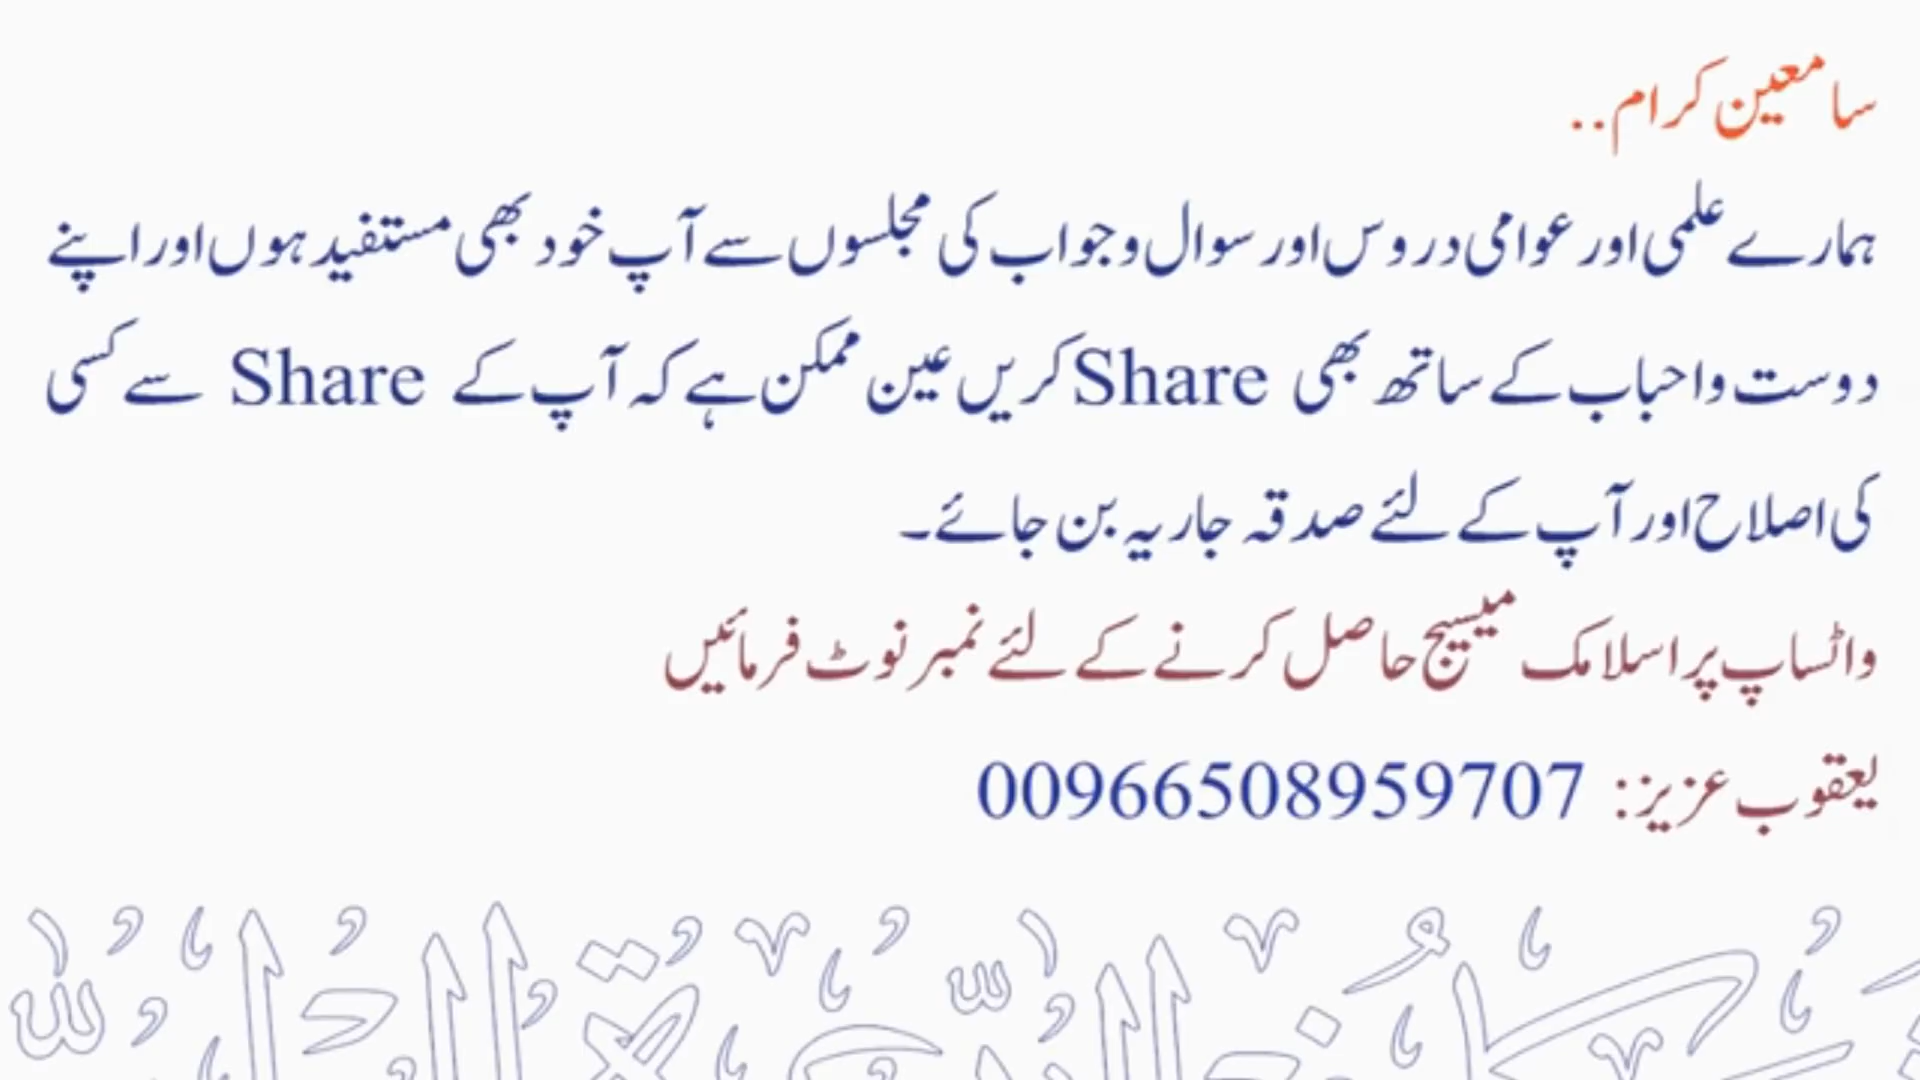 سامعین کرام..
ہمارے علمی اور عوامی دروس اور سوال وجواب کی مجلسوں سے آپ خود بھی مستفید ہوں اور اپنے
دوست واحباب کے ساتھ بھی Share کریں عین ممکن ہے کہ آپ کے Share سے کسی
کی اصلاح اور آپ کے لئے صدقہ جاریہ بن جائے۔
واٹساپ پر اسلامک میسیج حاصل کرنے کے لئے نمبر نوٹ فرمائیں
یعقوب عزیز: 00966508959707